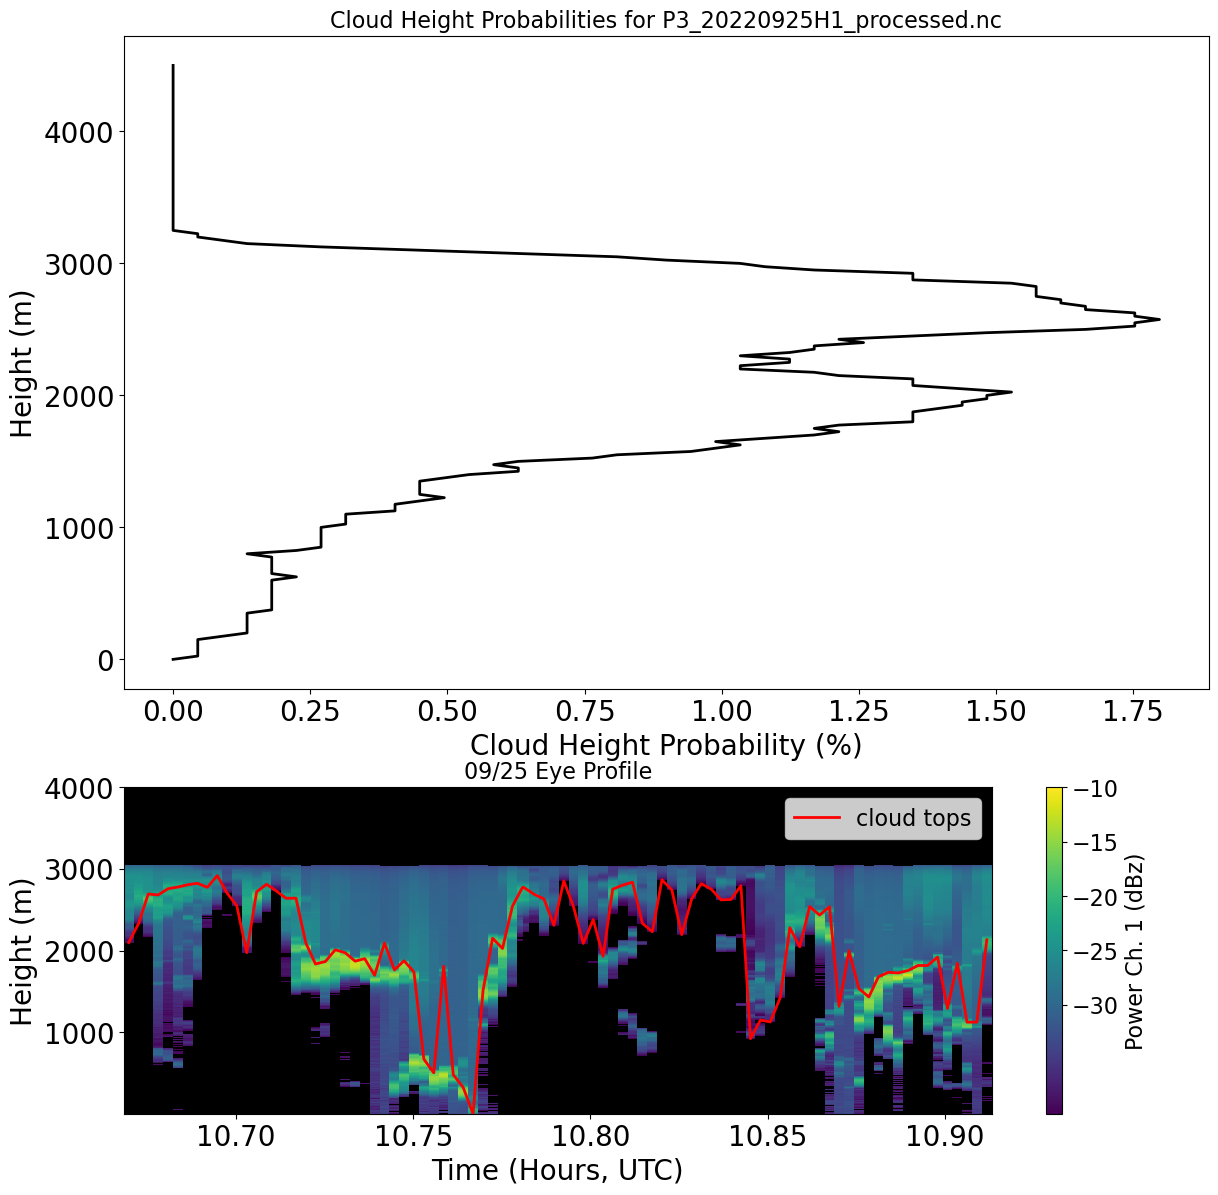 Cloud Height Probabilities for P3_20220925H1_processed.nc
Height (m)
4000
3000
2000
1000
0
0.00 0.25 0.50 0.75 1.00 1.25 1.50 1.75
Cloud Height Probability (%)
09/25 Eye Profile
Height (m)
4000
3000
2000
1000
cloud tops
10.70 10.75 10.80 10.85 10.90
Time (Hours, UTC)
−10
−15
−20
−25
−30
Power Ch. 1 (dBz)